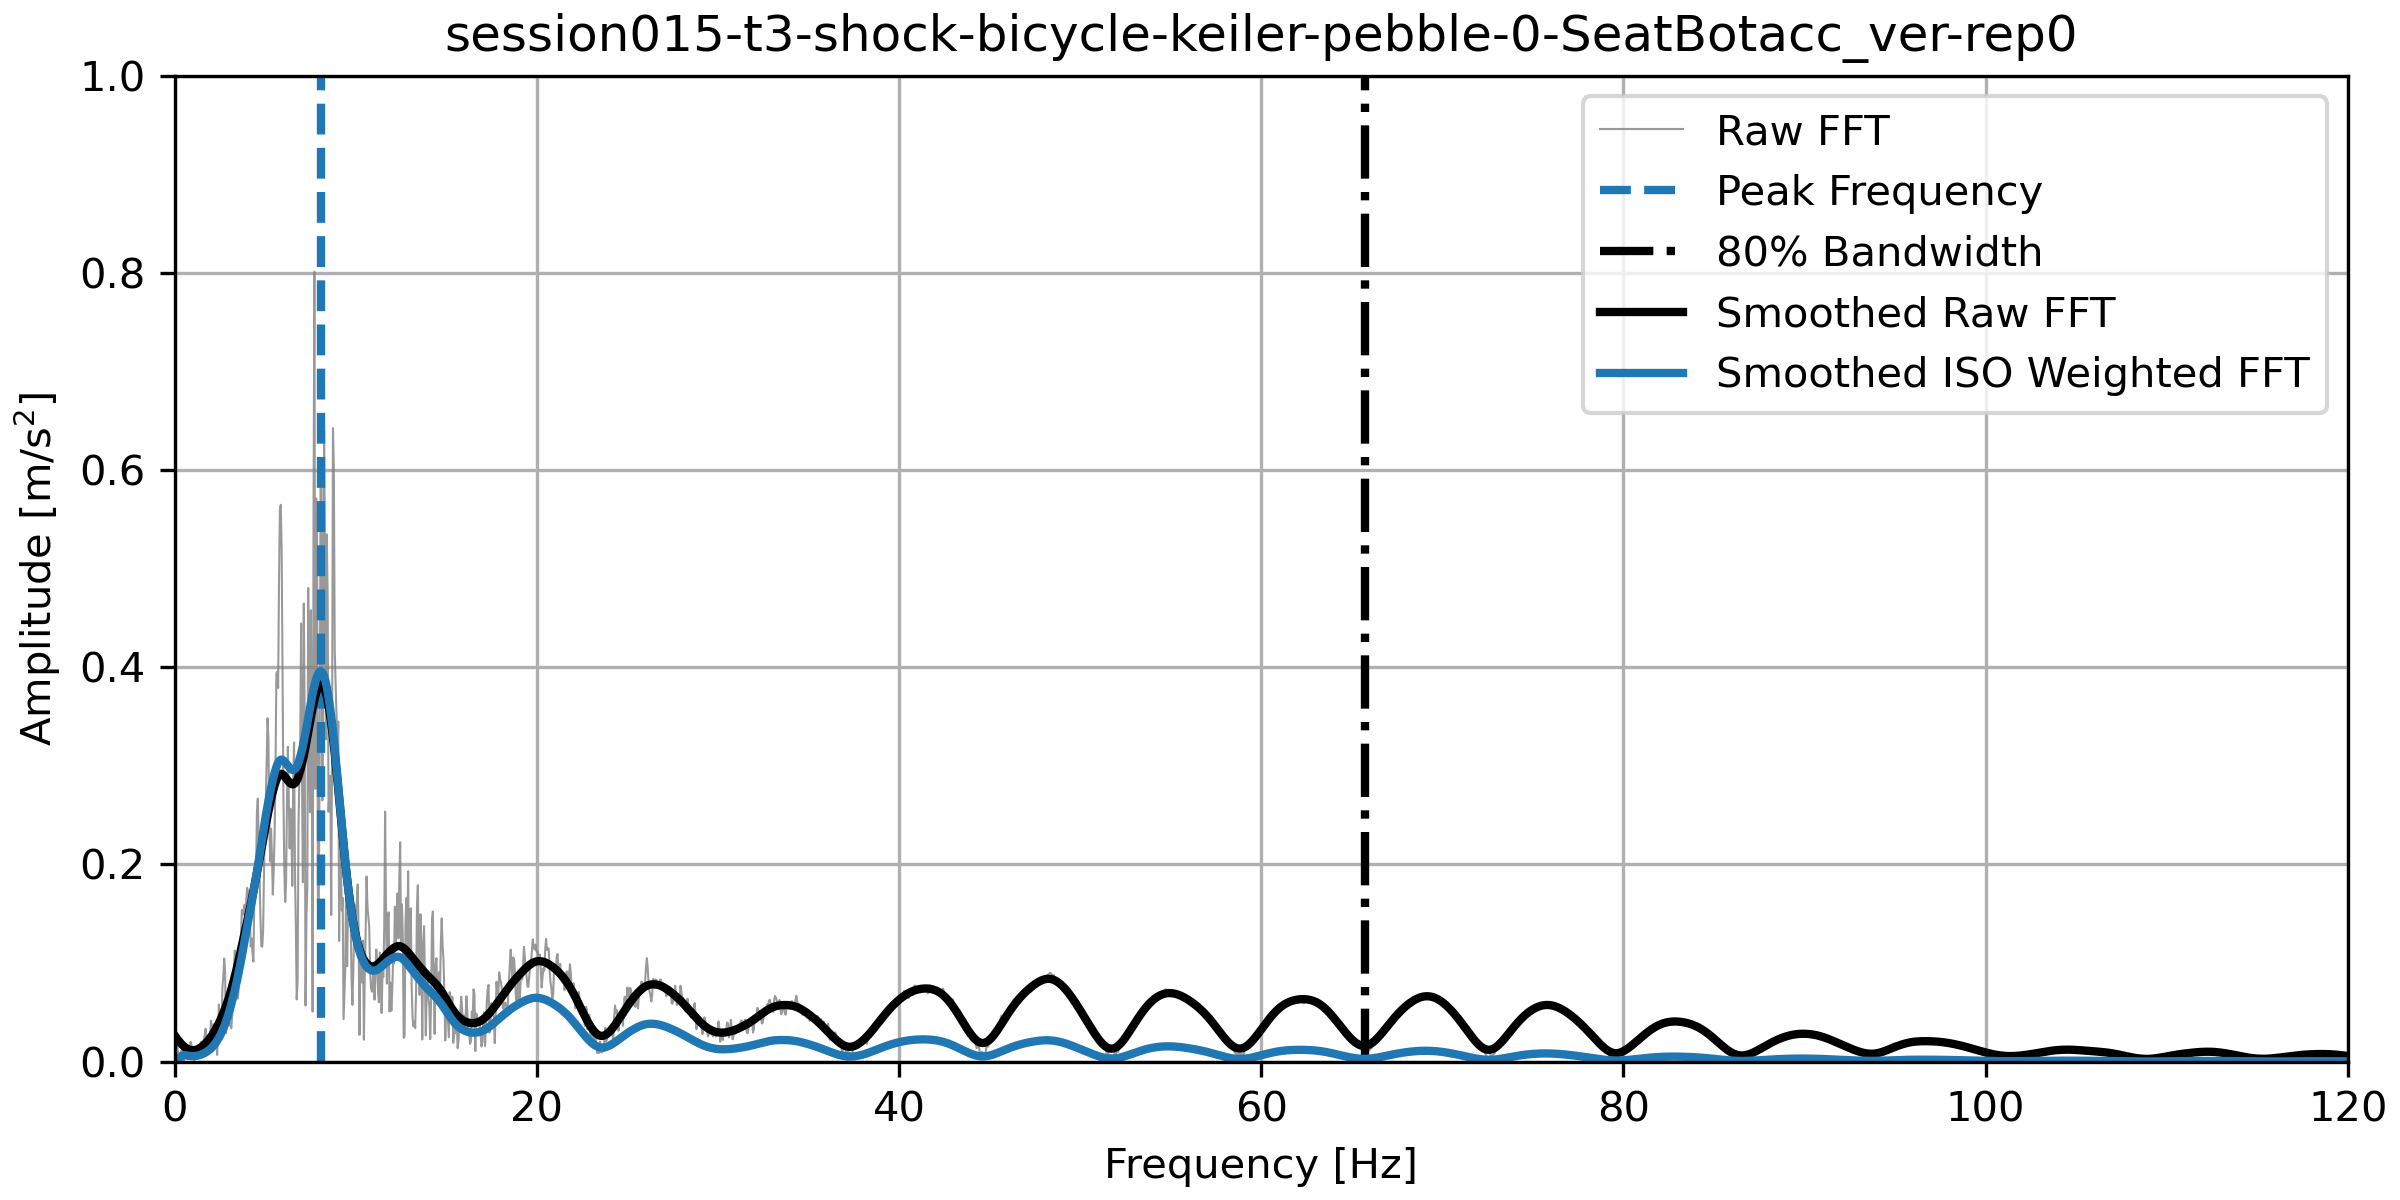 session015-t3-shock-bicycle-keiler-pebble-0-SeatBotacc_ver-rep0
1.0
0.8
0.6
0.4
0.2
0.0
Amplitude [m/s²]
Raw FFT
Peak Frequency
80% Bandwidth
Smoothed Raw FFT
Smoothed ISO Weighted FFT
0 20 40 60 80 100 120
Frequency [Hz]